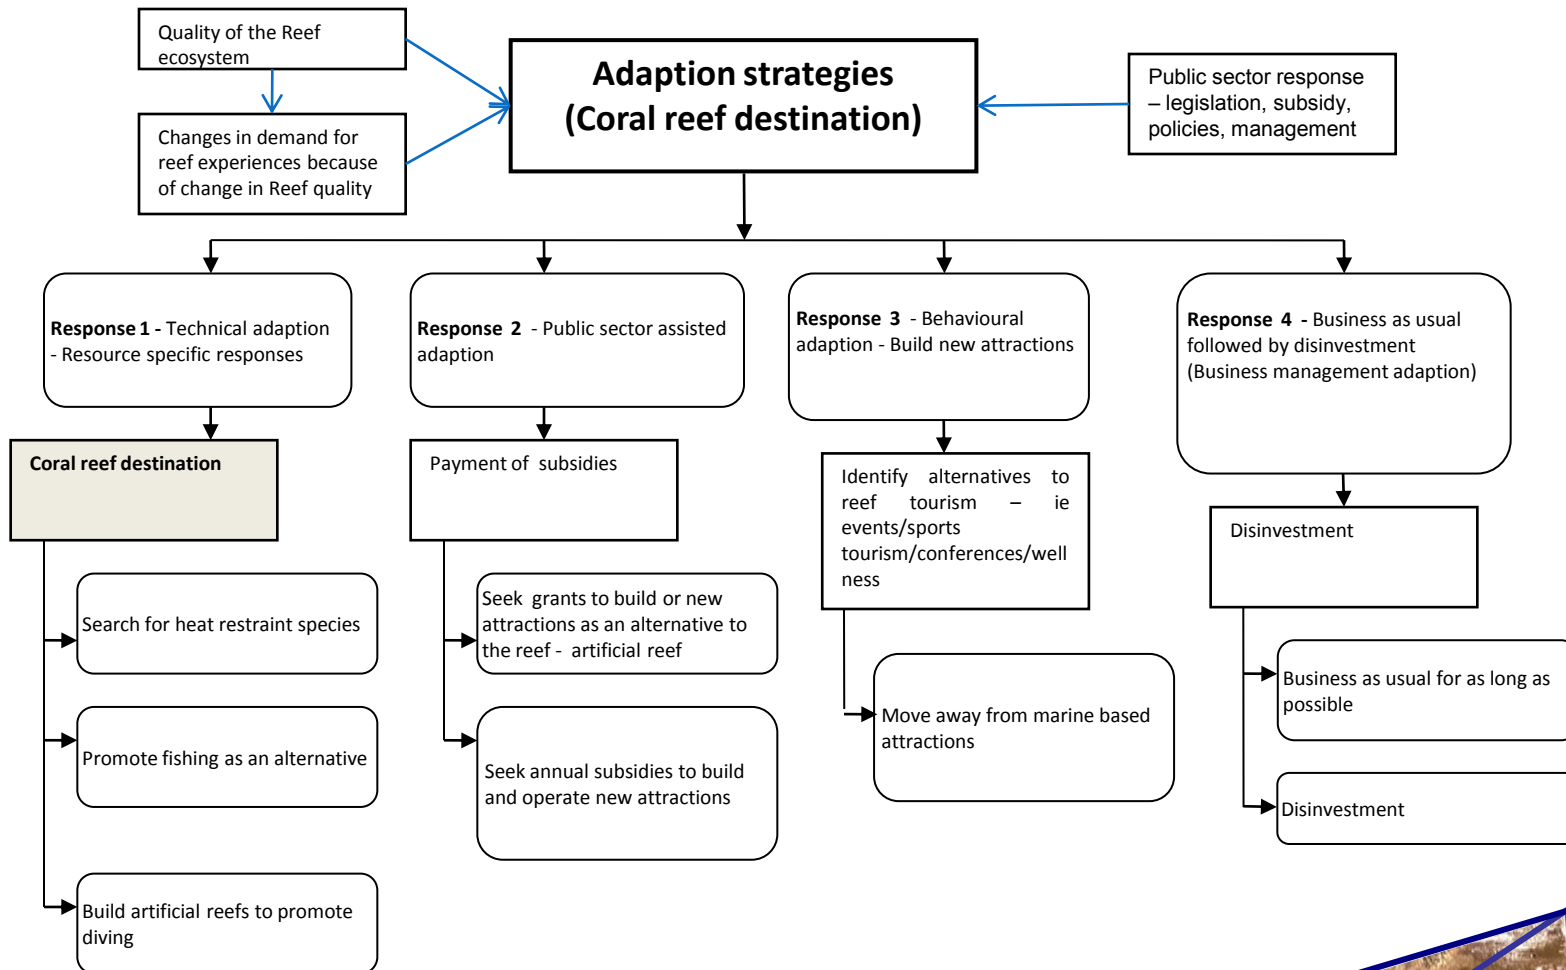 Quality of the Reef
ecosystem
Changes in demand for
reef experiences because
of change in Reef quality
Adaption strategies
(Coral reef destination)
Public sector response
– legislation, subsidy,
policies, management
Response 1 - Technical adaption
- Resource specific responses
Response 2 - Public sector assisted
adaption
Response 3 - Behavioural
adaption - Build new attractions
Response 4 - Business as usual
followed by disinvestment
(Business management adaption)
Coral reef destination
Search for heat restraint species
Promote fishing as an alternative
Build artificial reefs to promote
diving
Payment of subsidies
Seek grants to build or new
attractions as an alternative to
the reef - artificial reef
Seek annual subsidies to build
and operate new attractions
Identify alternatives to
reef tourism – ie
events/sports
tourism/conferences/well
ness
Move away from marine based
attractions
Disinvestment
Business as usual for as long as
possible
Disinvestment